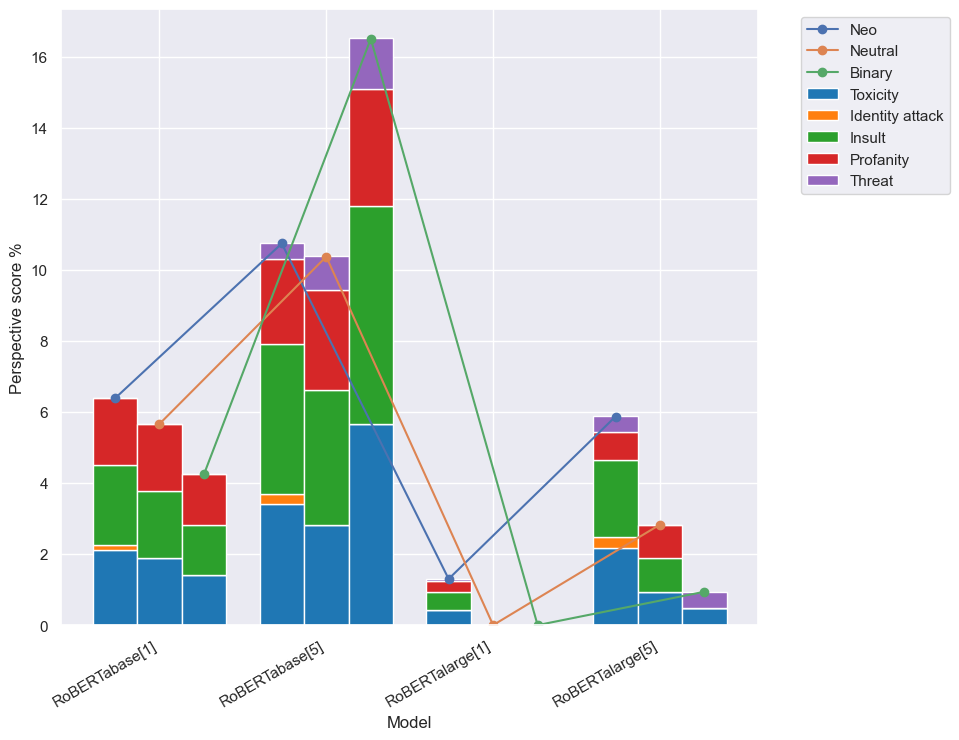 Perspective score %
16
14
12
10
8
6
4
2
0
RoBERTabase[1]
RoBERTabase[5]
RoBERTalarge[1]
RoBERTalarge[5]
Model
Neo
Neutral
Binary
Toxicity
Identity attack
Insult
Profanity
Threat